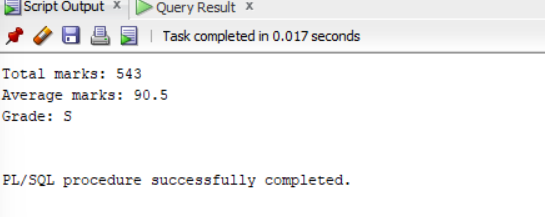 Script Output x Query Result x
Task completed in 0.017 seconds
Total marks: 543
Average marks: 90.5
Grade: S
PL/SQL procedure successfully completed.